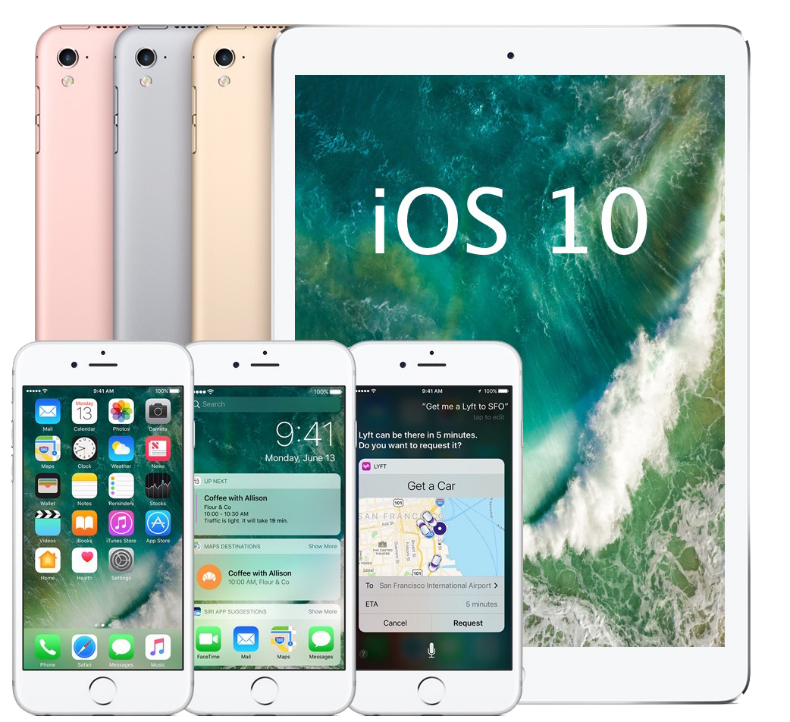 iOS 10
9:41 AM
100%
Monday
13
Mail
Calendar
Photos
Camera
Maps
Clock
Weather
News
Wallet
Notes
Reminders
Stocks
Videos
iBooks
iTunes Store
App Store
Home
Health
Settings
Phone
Safari
Messages
Music
100%
Search
9:41
Monday, June 13
UP NEXT
Coffee with Allison
Flour & Co
10:00 - 10:30 AM
Traffic is light. It will take 19 min.
MAPS DESTINATIONS Show More
Coffee with Allison
10:00 AM, Flour & Co
SIRI APP SUGGESTIONS Show More
FaceTime
Mail
Maps
Messages
9:41 AM
100%
“Get me a Lyft to SFO”
tap to edit
Lyft can be there in 5 minutes.
Do you want to request it?
LYFT
Get a Car
SAN FRANC
101
101
To San Francisco International Airport
ETA 5 minutes
Cancel Request